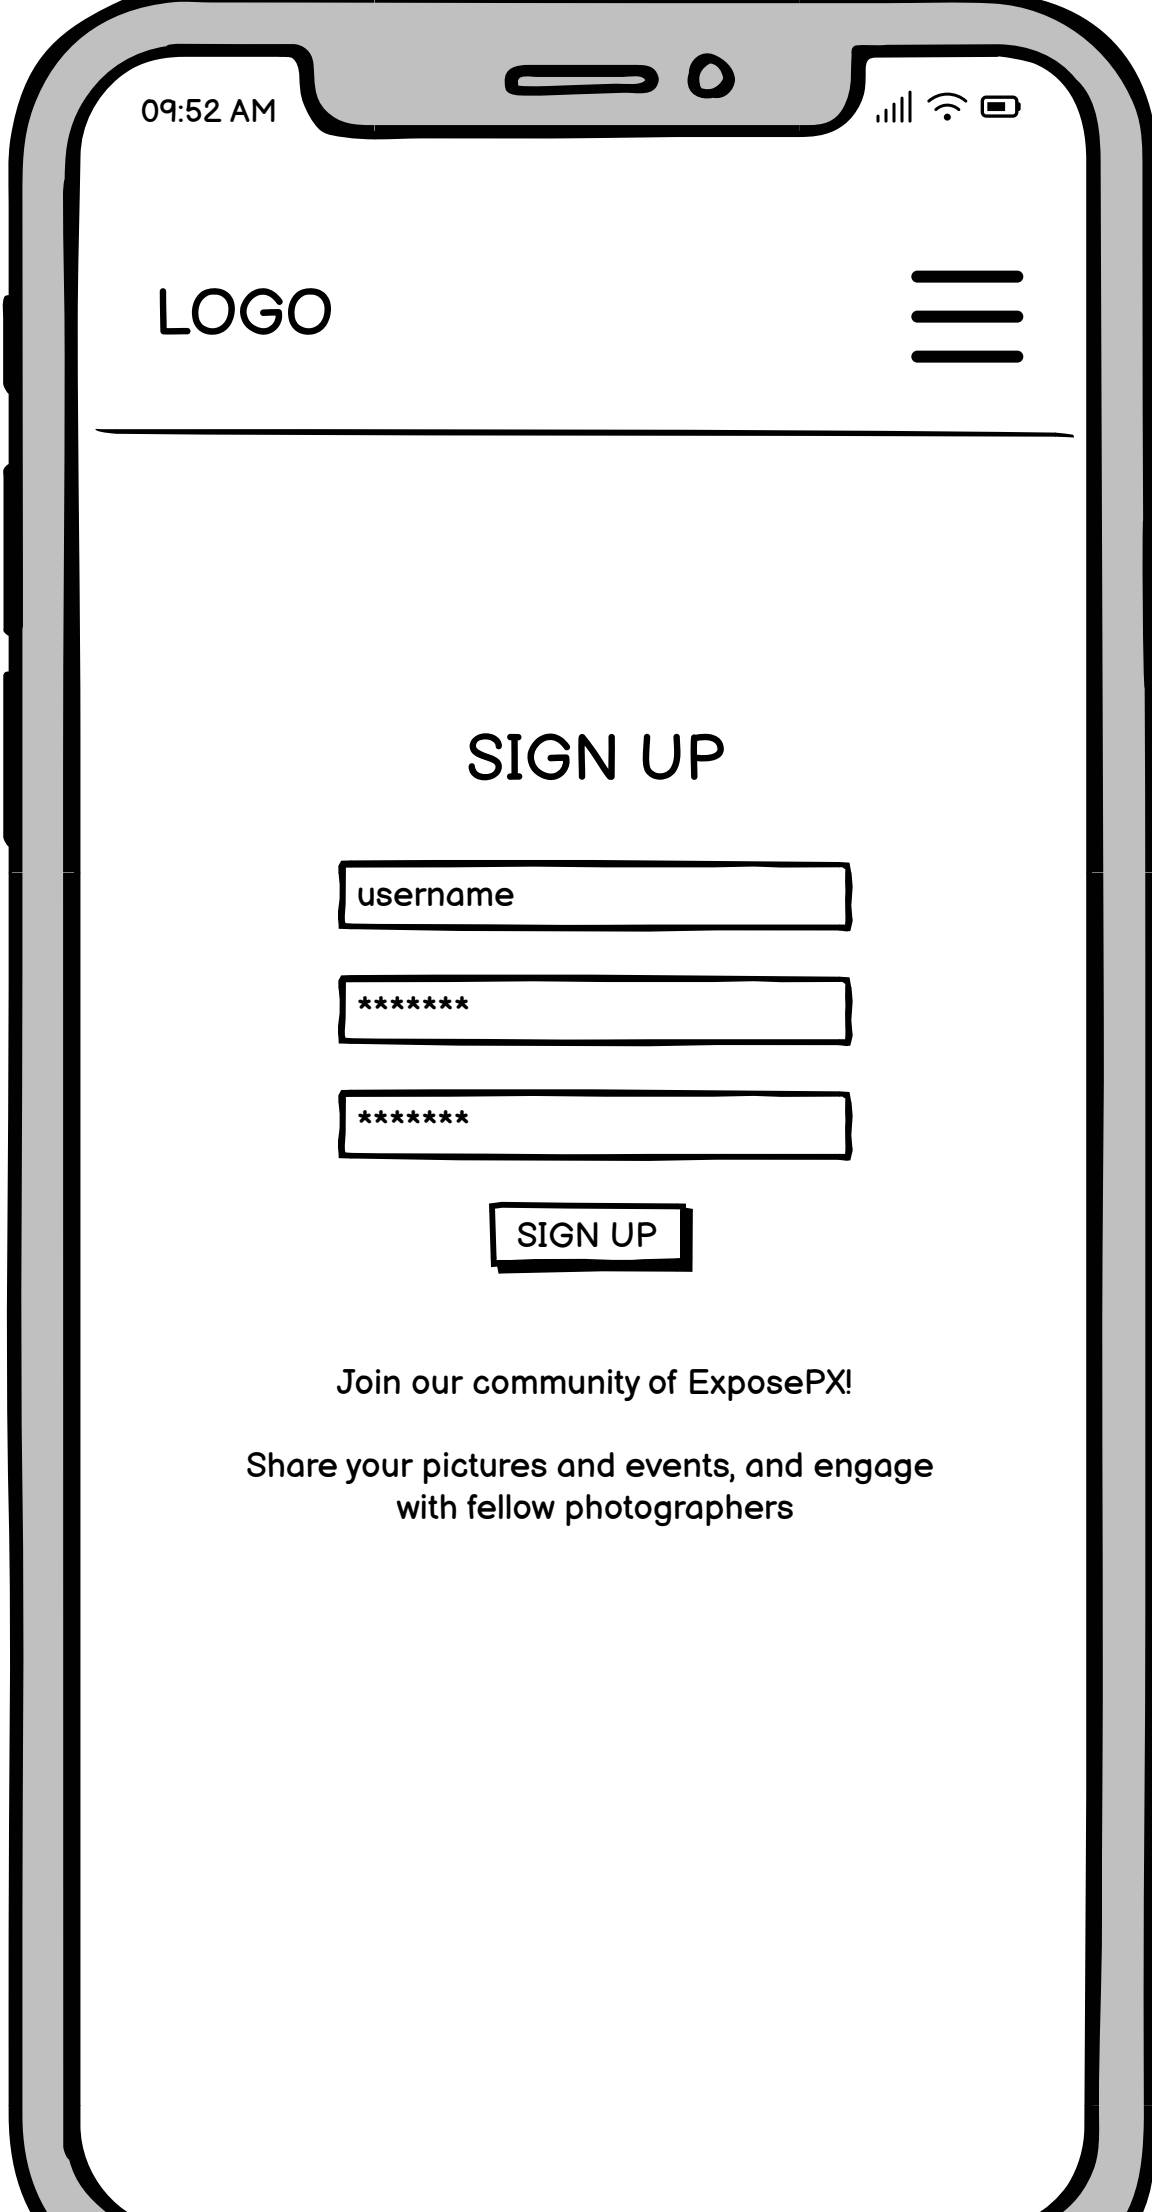 09:52 AM
LOGO
SIGN UP
username
*******
*******
SIGN UP
Join our community of ExposePX!
Share your pictures and events, and engage
with fellow photographers